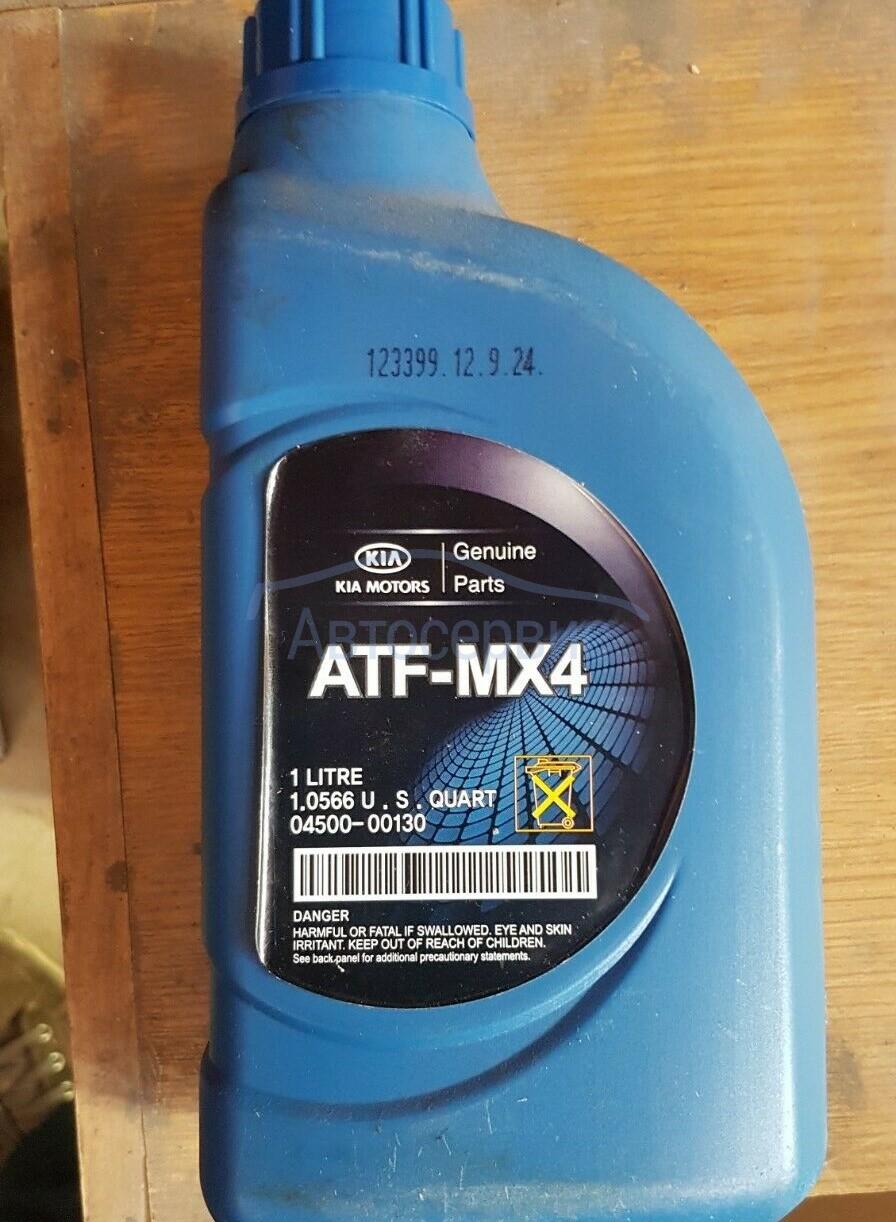 123399.12.9.24.
KIA
KIA MOTORS
Genuine
Parts
Автосерви
ATF-MX4
1 LITRE
1.0566 U . S . QUART
04500-00130
DANGER
HARMFUL OR FATAL IF SWALLOWED. EYE AND SKIN
IRRITANT. KEEP OUT OF REACH OF CHILDREN.
See back panel for additional precautionary statements.